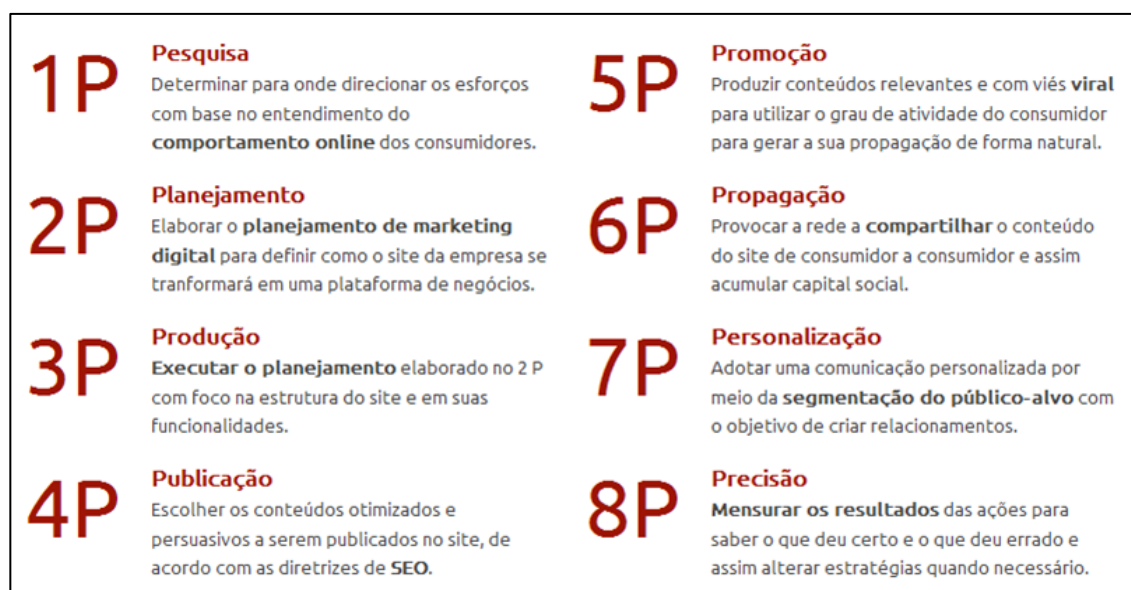 1P
Pesquisa
Determinar para onde direcionar os esforços
com base no entendimento do
comportamento online dos consumidores.
2P
Planejamento
Elaborar o planejamento de marketing
digital para definir como o site da empresa se
tranformará em uma plataforma de negócios.
3P
Produção
Executar o planejamento elaborado no 2 P
com foco na estrutura do site e em suas
funcionalidades.
4P
Publicação
Escolher os conteúdos otimizados e
persuasivos a serem publicados no site, de
acordo com as diretrizes de SEO.
5P
Promoção
Produzir conteúdos relevantes e com viés viral
para utilizar o grau de atividade do consumidor
para gerar a sua propagação de forma natural.
6P
Propagação
Provocar a rede a compartilhar o conteúdo
do site de consumidor a consumidor e assim
acumular capital social.
7P
Personalização
Adotar uma comunicação personalizada por
meio da segmentação do público-alvo com
o objetivo de criar relacionamentos.
8P
Precisão
Mensurar os resultados das ações para
saber o que deu certo e o que deu errado e
assim alterar estratégias quando necessário.